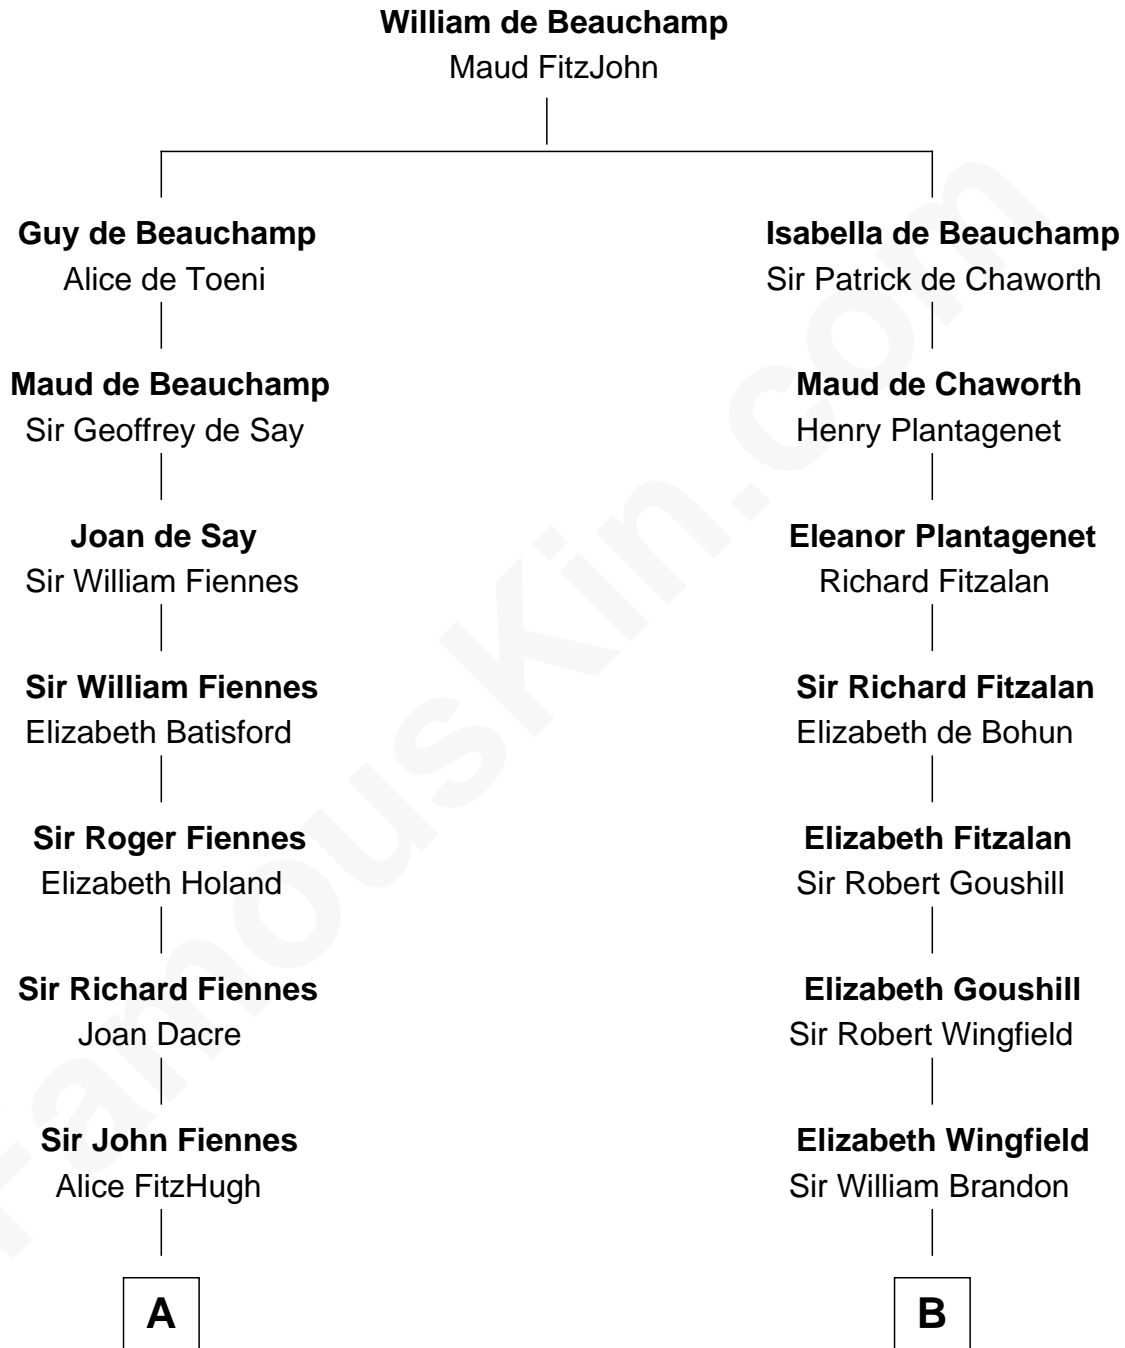 William de Beauchamp
Maud FitzJohn
Guy de Beauchamp
Alice de Toeni
Isabella de Beauchamp
Sir Patrick de Chaworth
Maud de Beauchamp
Sir Geoffrey de Say
Maud de Chaworth
Henry Plantagenet
Joan de Say
Sir William Fiennes
Eleanor Plantagenet
Richard Fitzalan
Sir William Fiennes
Elizabeth Batisford
Sir Richard Fitzalan
Elizabeth de Bohun
Sir Roger Fiennes
Elizabeth Holand
Elizabeth Fitzalan
Sir Robert Goushill
Sir Richard Fiennes
Joan Dacre
Elizabeth Goushill
Sir Robert Wingfield
Sir John Fiennes
Alice FitzHugh
Elizabeth Wingfield
Sir William Brandon
A
B
FamousKin.com